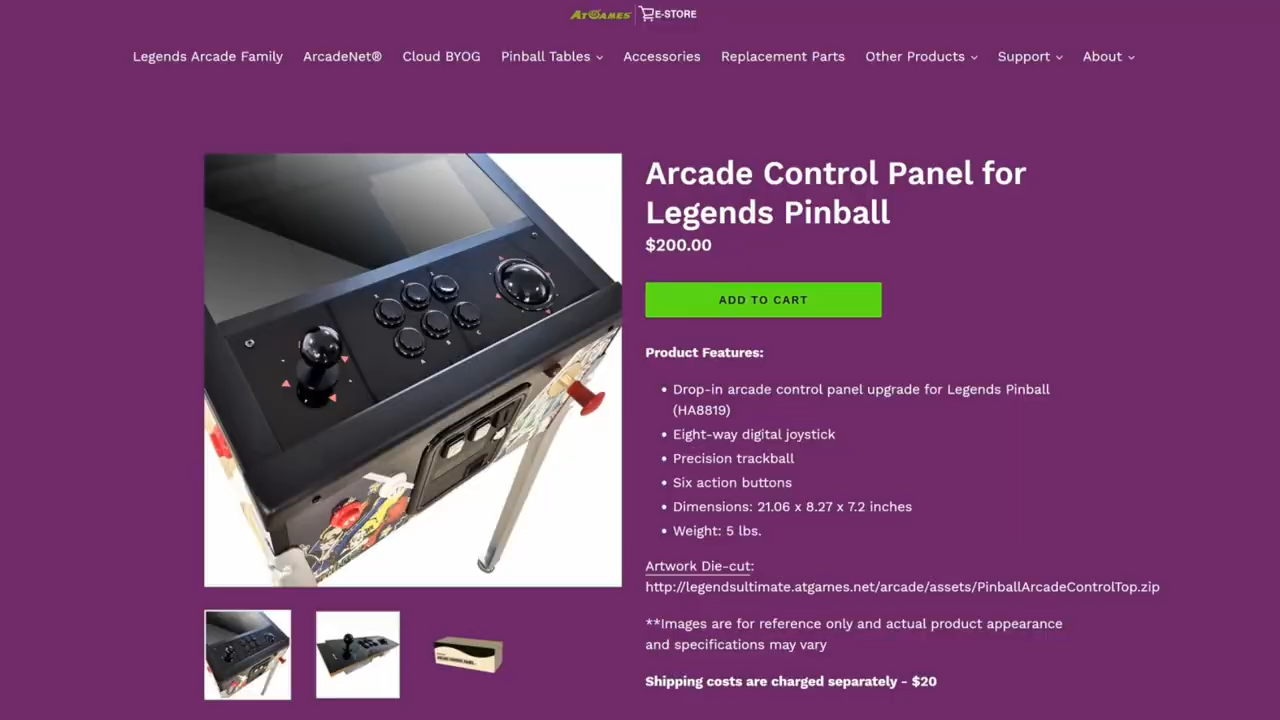 ATGAMES E-STORE
Legends Arcade Family ArcadeNet® Cloud BYOG Pinball Tables Accessories Replacement Parts Other Products Support About
Arcade Control Panel for
Legends Pinball
$200.00
ADD TO CART
Product Features:
• Drop-in arcade control panel upgrade for Legends Pinball
(HA8819)
• Eight-way digital joystick
• Precision trackball
• Six action buttons
• Dimensions: 21.06 x 8.27 x 7.2 inches
• Weight: 5 lbs.
Artwork Die-cut:
http://legendsultimate.atgames.net/arcade/assets/PinballArcadeControlTop.zip
**Images are for reference only and actual product appearance
and specifications may vary
Shipping costs are charged separately - $20